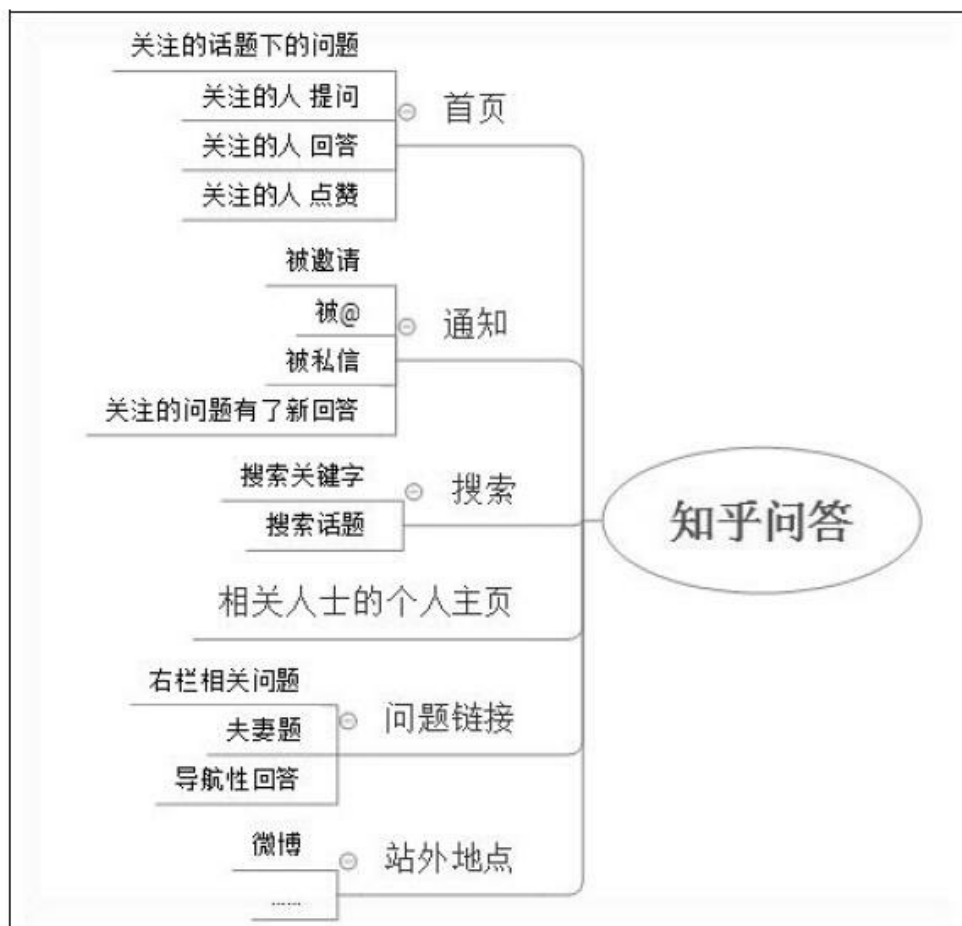 关注的话题下的问题
关注的人 提问
关注的人 回答
关注的人 点赞
首页
被邀请
被@
被私信
关注的问题有了新回答
通知
搜索关键字
搜索话题
搜索
相关人士的个人主页
右栏相关问题
夫妻题
导航性回答
问题链接
微博
......
站外地点
知乎问答